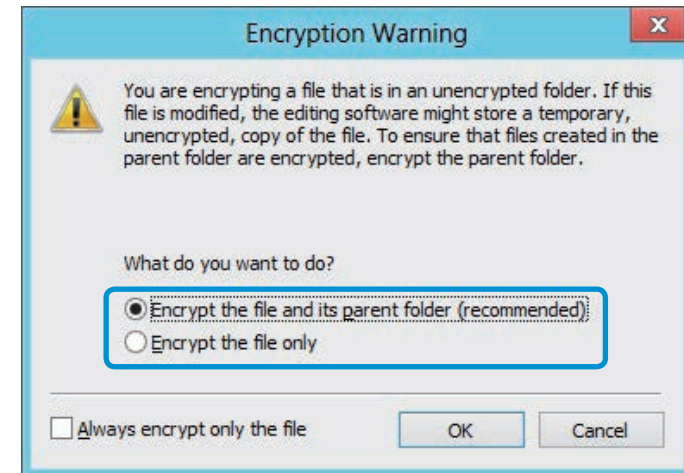 Encryption Warning
x
You are encrypting a file that is in an unencrypted folder. If this
file is modified, the editing software might store a temporary,
unencrypted, copy of the file. To ensure that files created in the
parent folder are encrypted, encrypt the parent folder.
What do you want to do?
Encrypt the file and its parent folder (recommended)
Encrypt the file only
Always encrypt only the file
OK
Cancel